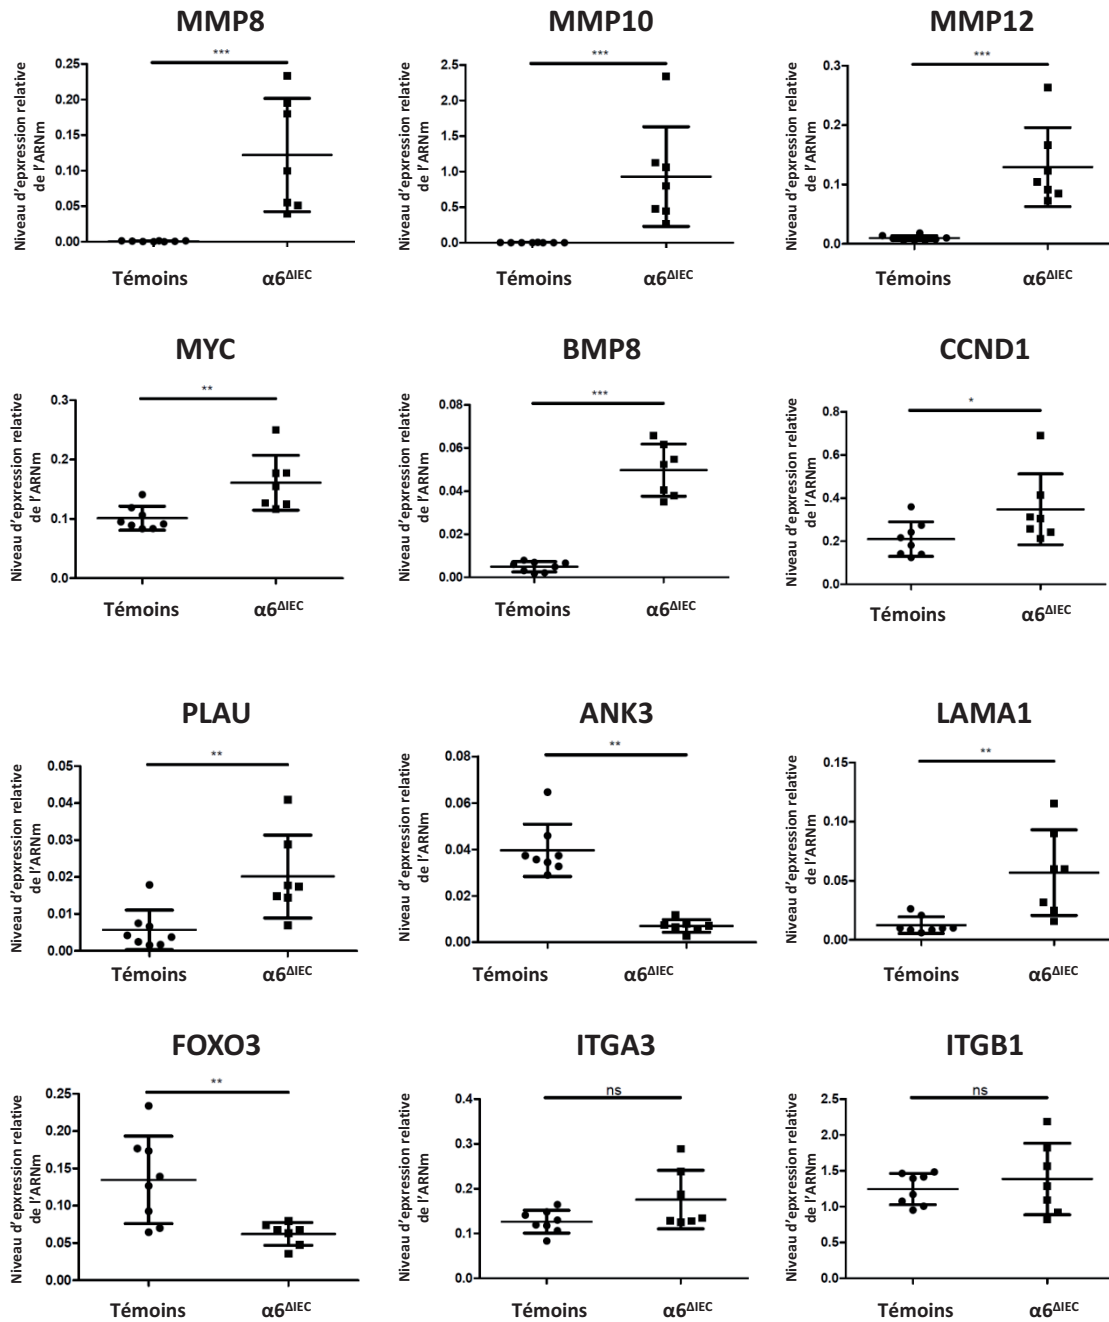 MMP8
MMP10
MMP12
***
***
***
Niveau d'epxression relative
de l'ARNm
0.25
0.20
0.15
0.10
0.05
0.00
Niveau d'epxression relative
de l'ARNm
2.5
2.0
1.5
1.0
0.5
0.0
Niveau d'epxression relative
de l'ARNm
0.3
0.2
0.1
0.0
Témoins
α6ΔIEC
Témoins
α6ΔIEC
Témoins
α6ΔIEC
MYC
BMP8
CCND1
**
***
*
Niveau d'epxression relative
de l'ARNm
0.3
0.2
0.1
0.0
Niveau d'epxression relative
de l'ARNm
0.08
0.06
0.04
0.02
0.00
Niveau d'epxression relative
de l'ARNm
0.8
0.6
0.4
0.2
0.0
Témoins
α6ΔIEC
Témoins
α6ΔIEC
Témoins
α6ΔIEC
PLAU
ANK3
LAMA1
**
**
**
Niveau d'epxression relative
de l'ARNm
0.05
0.04
0.03
0.02
0.01
0.00
Niveau d'epxression relative
de l'ARNm
0.08
0.06
0.04
0.02
0.00
Niveau d'epxression relative
de l'ARNm
0.15
0.10
0.05
0.00
Témoins
α6ΔIEC
Témoins
α6ΔIEC
Témoins
α6ΔIEC
FOXO3
ITGA3
ITGB1
**
ns
ns
Niveau d'epxression relative
de l'ARNm
0.25
0.20
0.15
0.10
0.05
0.00
Niveau d'epxression relative
de l'ARNm
0.4
0.3
0.2
0.1
0.0
Niveau d'epxression relative
de l'ARNm
2.5
2.0
1.5
1.0
0.5
0.0
Témoins
α6ΔIEC
Témoins
α6ΔIEC
Témoins
α6ΔIEC